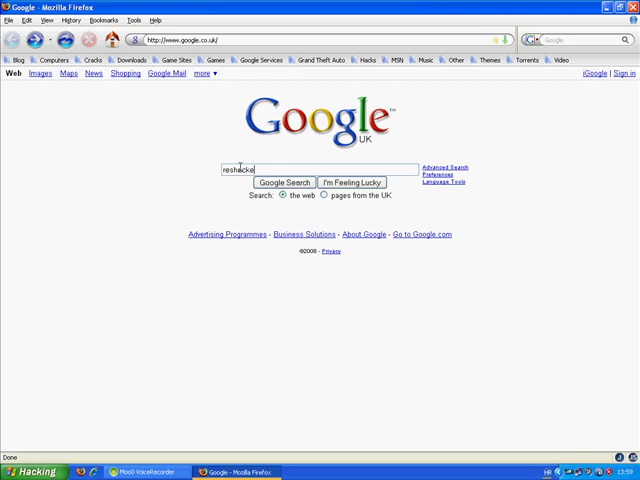 Google - Mozilla Firefox
File Edit View History Bookmarks Tools Help
http://www.google.co.uk/
Google
Blog Computers Cracks Downloads Game Sites Games Google Services Grand Theft Auto Hacks MSN Music Other Themes Torrents Video
Web Images Maps News Shopping Google Mail more ▼ iGoogle | Sign in
Google™
UK
reshacke
Advanced Search
Preferences
Language Tools
Google Search I'm Feeling Lucky
Search: the web pages from the UK
Advertising Programmes - Business Solutions - About Google - Go to Google.com
©2008 - Privacy
Done
Hacking Moo0 VoiceRecorder Google - Mozilla Firefox HR 13:59